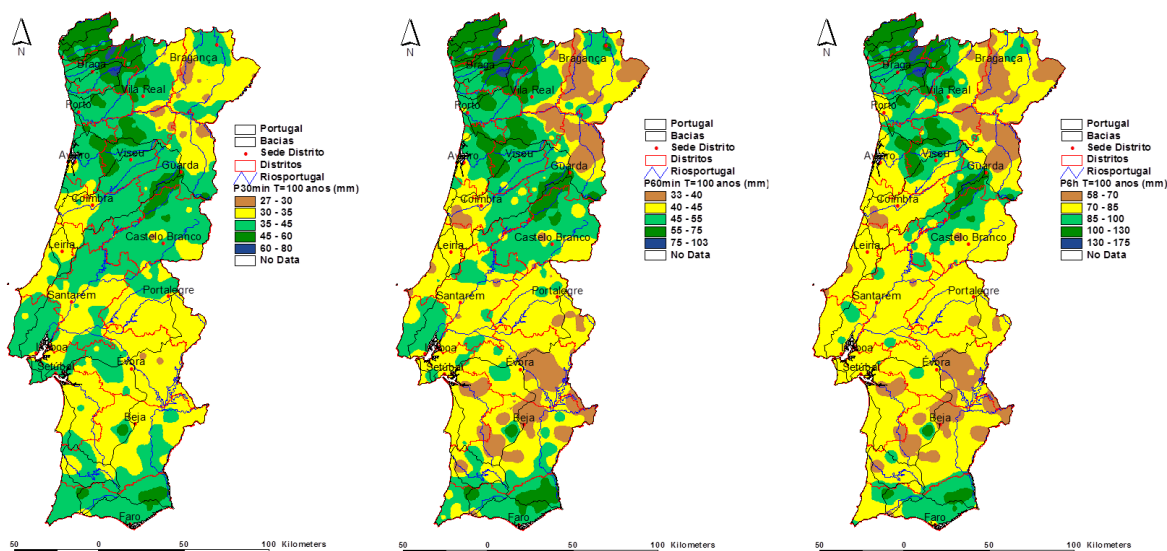 N
Braga
Bragança
Vila Real
Porto
Aveiro
Viseu
Guarda
Coimbra
Leiria
Castelo Branco
Santarém
Portalegre
Lisboa
Setúbal
Évora
Beja
Faro
Portugal
Bacias
Sede Distrito
Distritos
Riosportugal
P30min T=100 anos (mm)
27 - 30
30 - 35
35 - 45
45 - 60
60 - 80
No Data
50 0 50 100 Kilometers
N
Braga
Bragança
Vila Real
Porto
Aveiro
Viseu
Guarda
Coimbra
Leiria
Castelo Branco
Santarém
Portalegre
Lisboa
Setúbal
Évora
Beja
Faro
Portugal
Bacias
Sede Distrito
Distritos
Riosportugal
P60min T=100 anos (mm)
33 - 40
40 - 45
45 - 55
55 - 75
75 - 103
No Data
50 0 50 100 Kilometers
N
Braga
Bragança
Vila Real
Porto
Aveiro
Viseu
Guarda
Coimbra
Leiria
Castelo Branco
Santarém
Portalegre
Lisboa
Setúbal
Évora
Beja
Faro
Portugal
Bacias
Sede Distrito
Distritos
Riosportugal
P6h T=100 anos (mm)
58 - 70
70 - 85
85 - 100
100 - 130
130 - 175
No Data
50 0 50 100 Kilometers